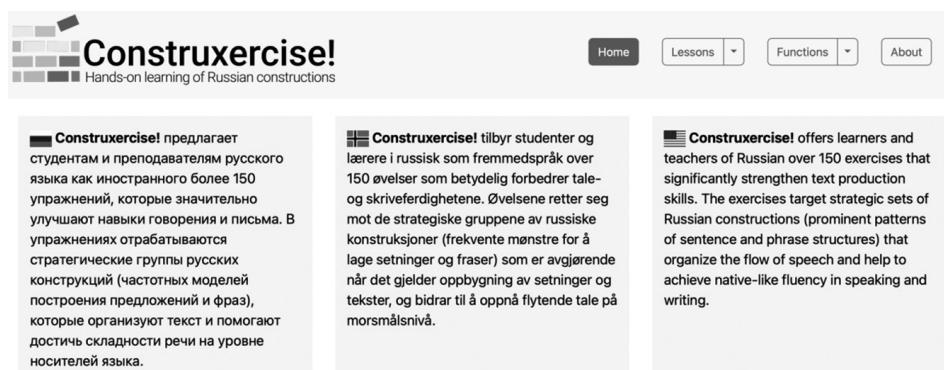 Construxercise!
Hands-on learning of Russian constructions
Home
Lessons
Functions
About
Construxercise! предлагает
студентам и преподавателям русского
языка как иностранного более 150
упражнений, которые значительно
улучшают навыки говорения и письма. В
упражнениях отрабатываются
стратегические группы русских
конструкций (частотных моделей
построения предложений и фраз),
которые организуют текст и помогают
достичь складности речи на уровне
носителей языка.
Construxercise! tilbyr studenter og
lærere i russisk som fremmedspråk over
150 øvelser som betydelig forbedrer tale-
og skriveferdighetene. Øvelsene retter seg
mot de strategiske gruppene av russiske
konstruksjoner (frekvente mønstre for å
lage setninger og fraser) som er avgjørende
når det gjelder oppbygning av setninger og
tekster, og bidrar til å oppnå flytende tale på
morsmålsnivå.
Construxercise! offers learners and
teachers of Russian over 150 exercises that
significantly strengthen text production
skills. The exercises target strategic sets of
Russian constructions (prominent patterns
of sentence and phrase structures) that
organize the flow of speech and help to
achieve native-like fluency in speaking and
writing.